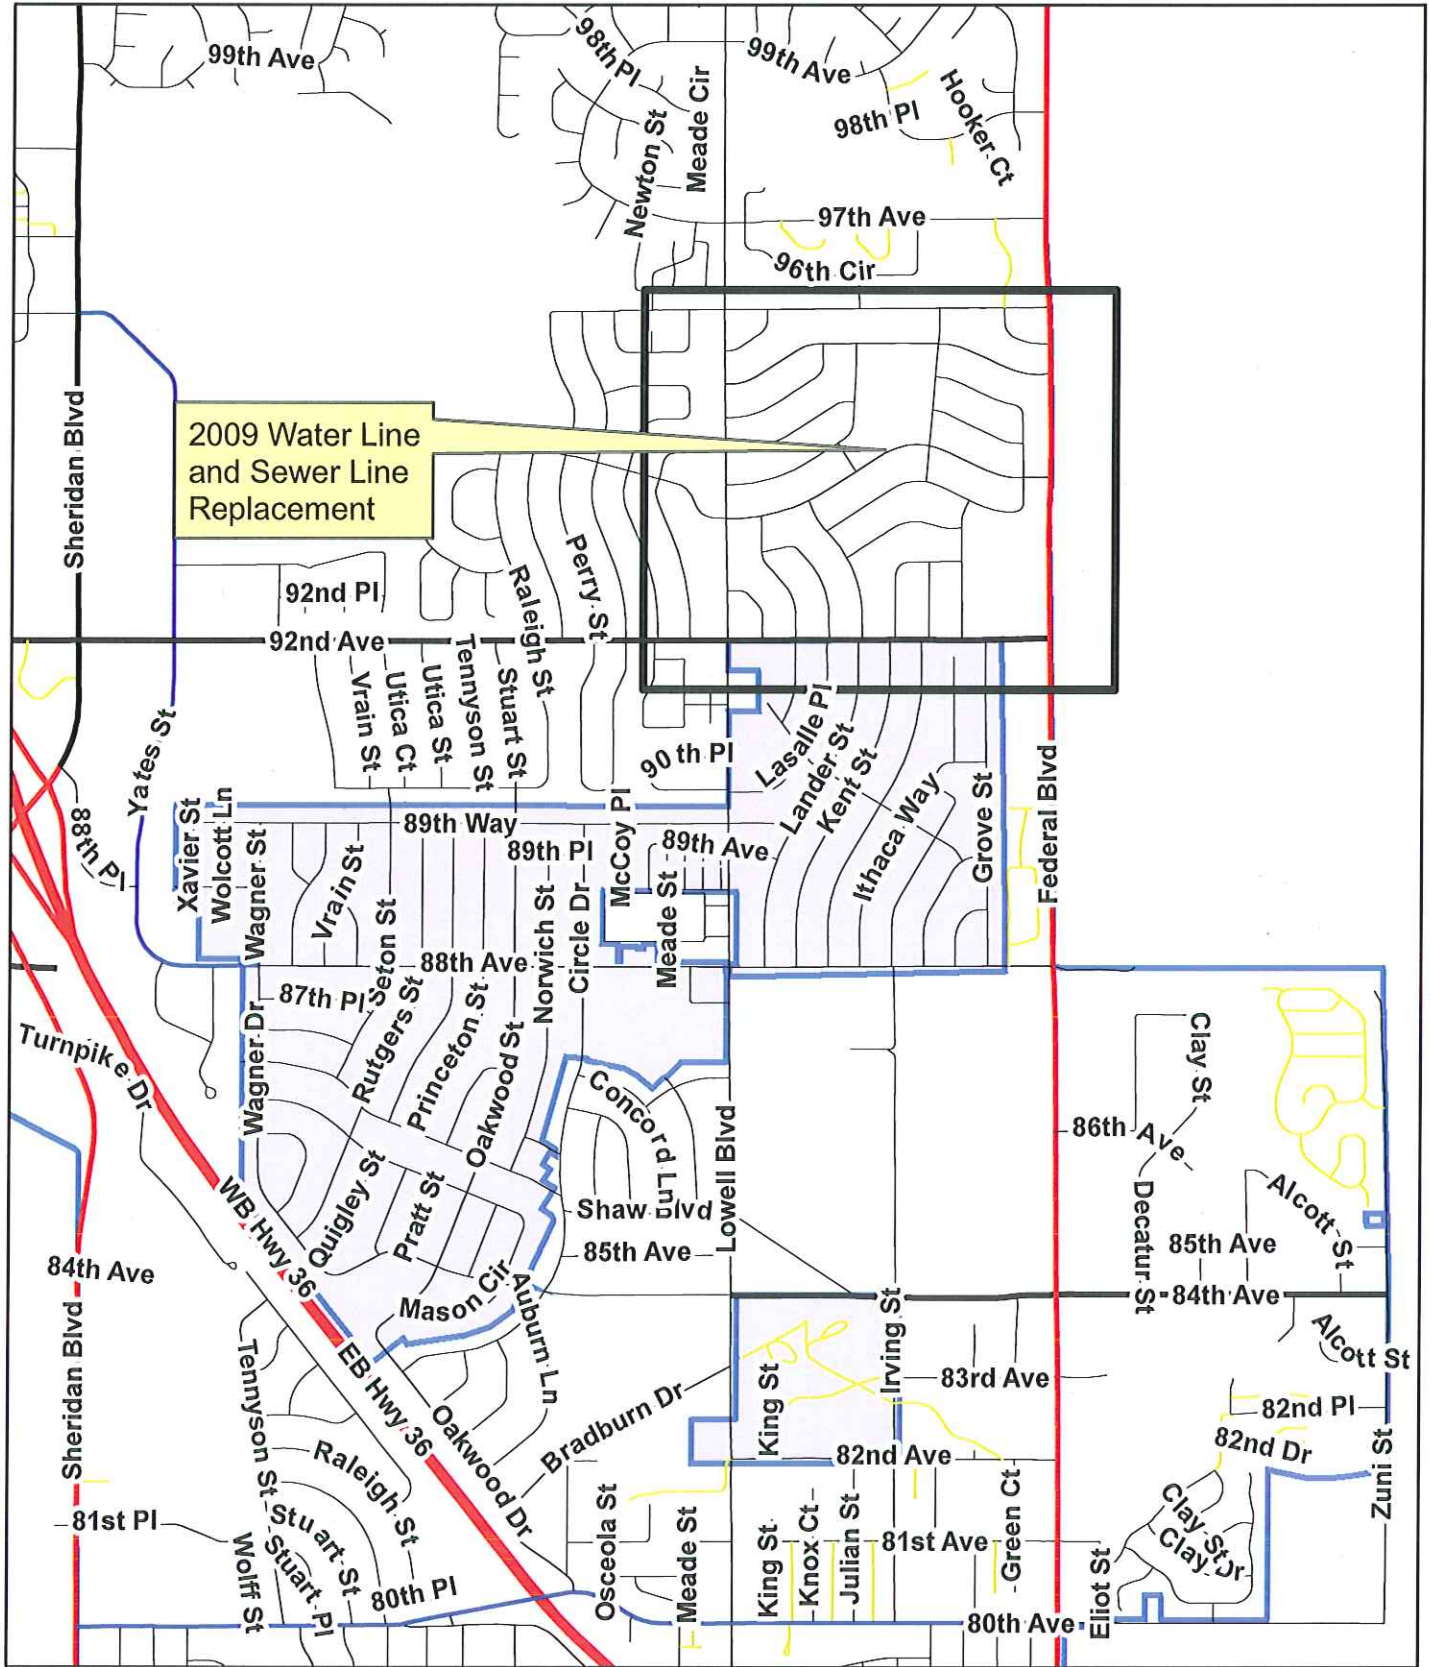 99th Ave
98th Pl
99th Ave
Meade Cir
98th Pl
Hooker Ct
Newton St
97th Ave
96th Cir
Sheridan Blvd
2009 Water Line
and Sewer Line
Replacement
Perry St
Raleigh St
92nd Pl
92nd Ave
Vrain St
Utica Ct
Utica St
Tennyson St
Stuart St
Yates St
90 th Pl
Lasalle Pl
Lander St
Kent St
Ithaca Way
Grove St
Federal Blvd
88th Pl
Xavier St
Wolcott Ln
Wagner St
Vrain St
89th Way
89th Pl
McCoy Pl
89th Ave
Seton St
88th Ave
Norwich St
Circle Dr
Meade St
87th Pl
Rutgers St
Princeton St
Oakwood St
Wagner Dr
Turnpike Dr
Clay St
Concord Ln
86th Ave
Lowell Blvd
Quigley St
Pratt St
Shaw Blvd
85th Ave
Decatur St
Alcott St
85th Ave
WB Hwy 36
84th Ave
Mason Cir
Auburn Ln
84th Ave
Irving St
Alcott St
Sheridan Blvd
Tennyson St
EB Hwy 36
Oakwood Dr
Bradburn Dr
King St
83rd Ave
82nd Pl
82nd Dr
82nd Ave
Zuni St
Raleigh St
81st Pl
Stuart St
Stuart Pl
Wolff St
80th Pl
Osceola St
Meade St
King St
Knox Ct
Julian St
81st Ave
Green Ct
Clay St
Clay Dr
Eliot St
80th Ave